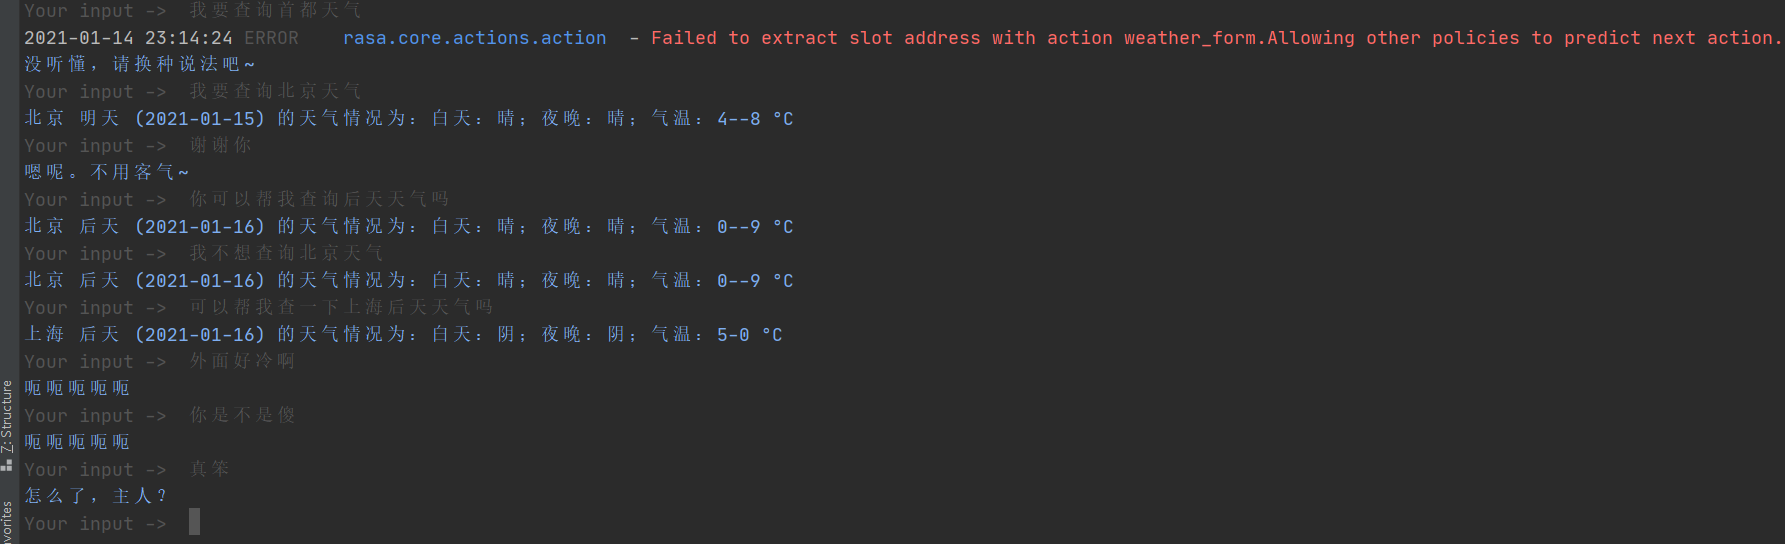 Your input ->  我要查询首都天气
2021-01-14 23:14:24 ERROR    rasa.core.actions.action  - Failed to extract slot address with action weather_form.Allowing other policies to predict next action.
没听懂，请换种说法吧~
Your input ->  我要查询北京天气
北京 明天 (2021-01-15) 的天气情况为：白天：晴；夜晚：晴；气温：4--8 °C
Your input ->  谢谢你
嗯呢。不用客气~
Your input ->  你可以帮我查询后天天气吗
北京 后天 (2021-01-16) 的天气情况为：白天：晴；夜晚：晴；气温：0--9 °C
Your input ->  我不想查询北京天气
北京 后天 (2021-01-16) 的天气情况为：白天：晴；夜晚：晴；气温：0--9 °C
Your input ->  可以帮我查一下上海后天天气吗
上海 后天 (2021-01-16) 的天气情况为：白天：阴；夜晚：阴；气温：5-0 °C
Your input ->  外面好冷啊
呃呃呃呃呃
Your input ->  你是不是傻
呃呃呃呃呃
Your input ->  真笨
怎么了，主人？
Your input ->
7: Structure
avorites